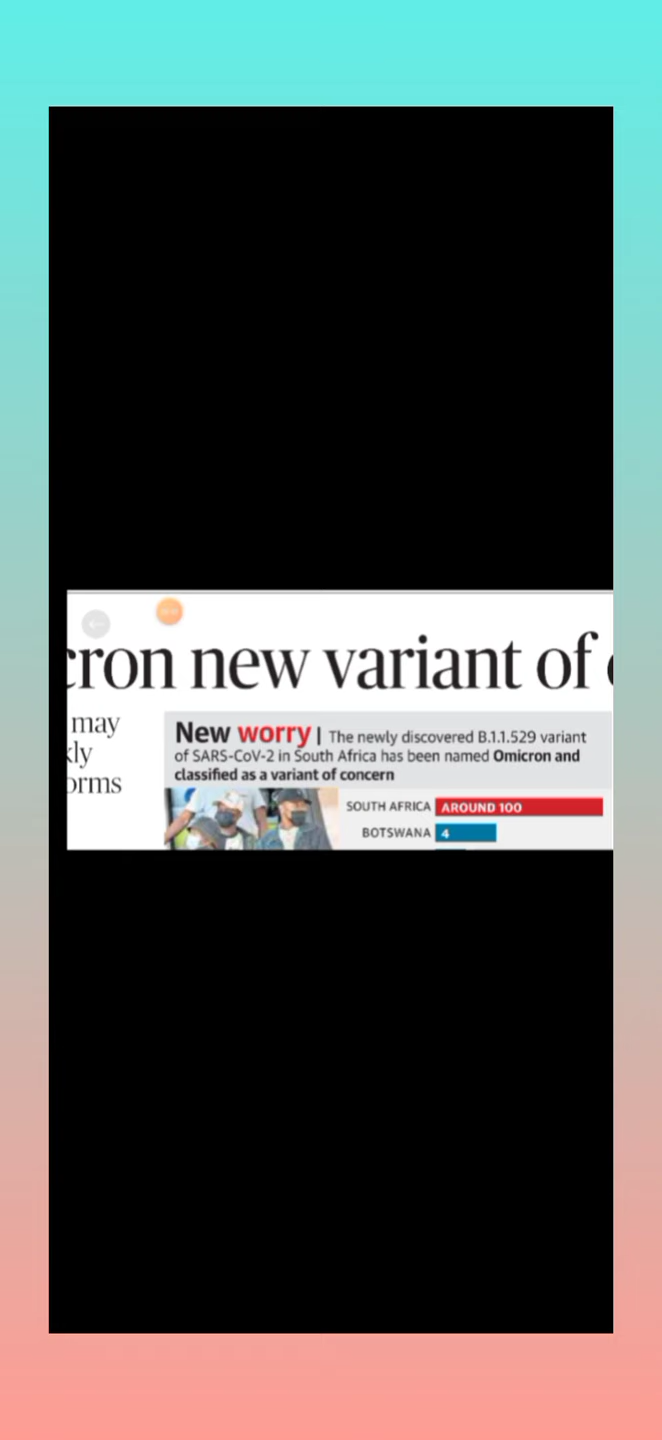 cron new variant of
may
kly
orms
New worry | The newly discovered B.1.1.529 variant
of SARS-CoV-2 in South Africa has been named Omicron and
classified as a variant of concern
SOUTH AFRICA AROUND 100
BOTSWANA 4